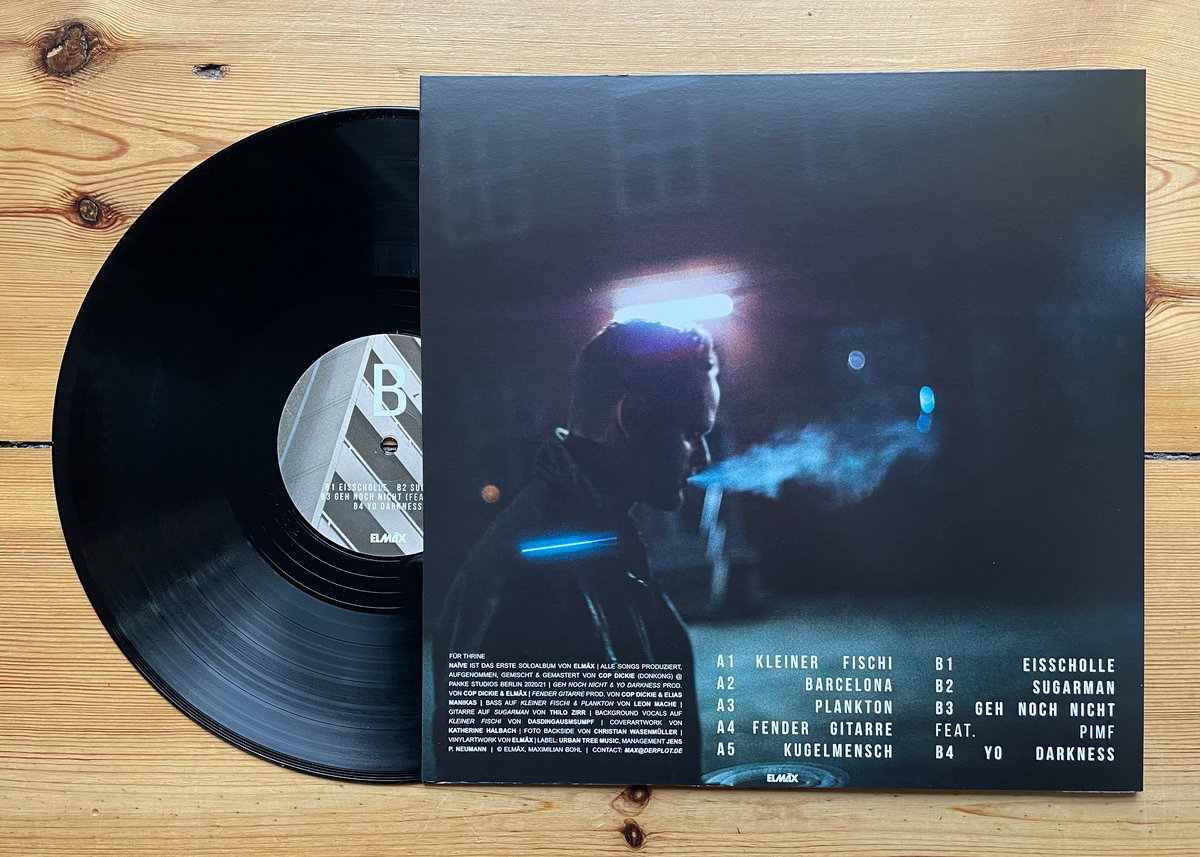 B
B1 EISSCHOLLE B2 SU
B3 GEH NOCH NICHT (FEA
B4 YO DARKNESS
ELMÄX
FÜR THRINE
NAÏVE IST DAS ERSTE SOLOALBUM VON ELMÄX | ALLE SONGS PRODUZIERT,
AUFGENOMMEN, GEMISCHT & GEMASTERT VON COP DICKIE (DONKONG) @
PANKE STUDIOS BERLIN 2020/21 | GEH NOCH NICHT & YO DARKNESS PROD.
VON COP DICKIE & ELMÄX | FENDER GITARRE PROD. VON COP DICKIE & ELIAS
MANIKAS | BASS AUF KLEINER FISCHI & PLANKTON VON LEON MACHE |
GITARRE AUF SUGARMAN VON THILO ZIRR | BACKGROUND VOCALS AUF
KLEINER FISCHI VON DASDINGAUSMSUMPF | COVERARTWORK VON
KATHERINE HALBACH | FOTO BACKSIDE VON CHRISTIAN WASENMÜLLER |
VINYLARTWORK VON ELMÄX | LABEL: URBAN TREE MUSIC, MANAGEMENT JENS
P. NEUMANN | © ELMÄX, MAXIMILIAN BOHL | CONTACT: MAX@DERPLOT.DE
A1 KLEINER FISCHI
A2 BARCELONA
A3 PLANKTON
A4 FENDER GITARRE
A5 KUGELMENSCH
B1 EISSCHOLLE
B2 SUGARMAN
B3 GEH NOCH NICHT
FEAT. PIMF
B4 YO DARKNESS
ELMÄX